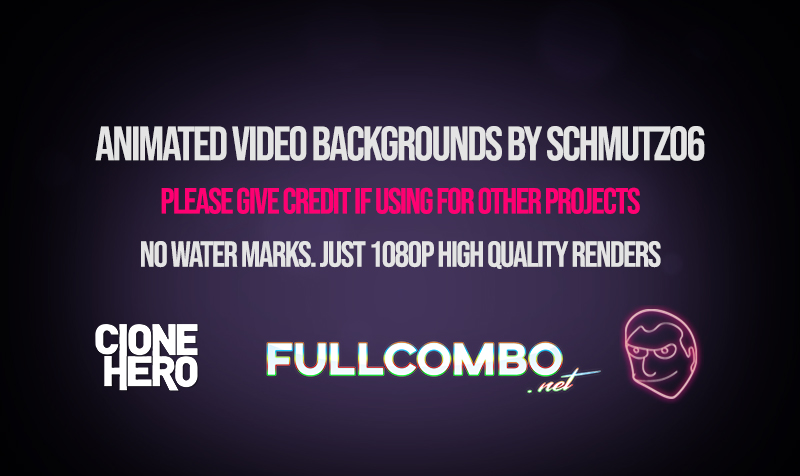 ANIMATED VIDEO BACKGROUNDS BY SCHMUTZ06
PLEASE GIVE CREDIT IF USING FOR OTHER PROJECTS
NO WATER MARKS. JUST 1080P HIGH QUALITY RENDERS
ClONE
HERO
FULLCOMBO
.net